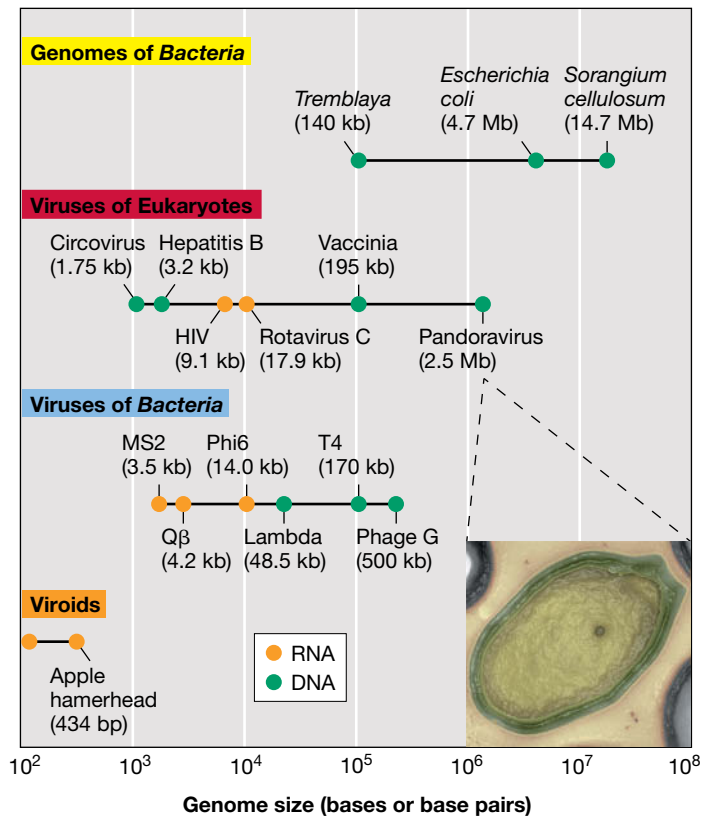 Genomes of Bacteria
Tremblaya
(140 kb)
Escherichia
coli
(4.7 Mb)
Sorangium
cellulosum
(14.7 Mb)
Viruses of Eukaryotes
Circovirus
(1.75 kb)
Hepatitis B
(3.2 kb)
Vaccinia
(195 kb)
HIV
(9.1 kb)
Rotavirus C
(17.9 kb)
Pandoravirus
(2.5 Mb)
Viruses of Bacteria
MS2
(3.5 kb)
Phi6
(14.0 kb)
T4
(170 kb)
Qβ
(4.2 kb)
Lambda
(48.5 kb)
Phage G
(500 kb)
Viroids
Apple
hamerhead
(434 bp)
RNA
DNA
10² 10³ 10⁴ 10⁵ 10⁶ 10⁷ 10⁸
Genome size (bases or base pairs)